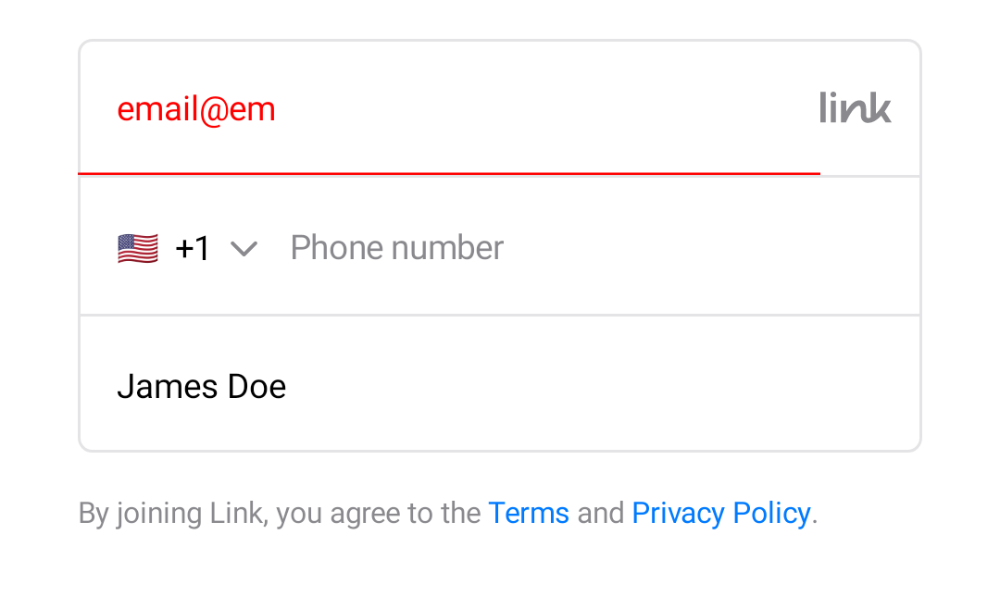 email@em
link
+1 Phone number
James Doe
By joining Link, you agree to the Terms and Privacy Policy.